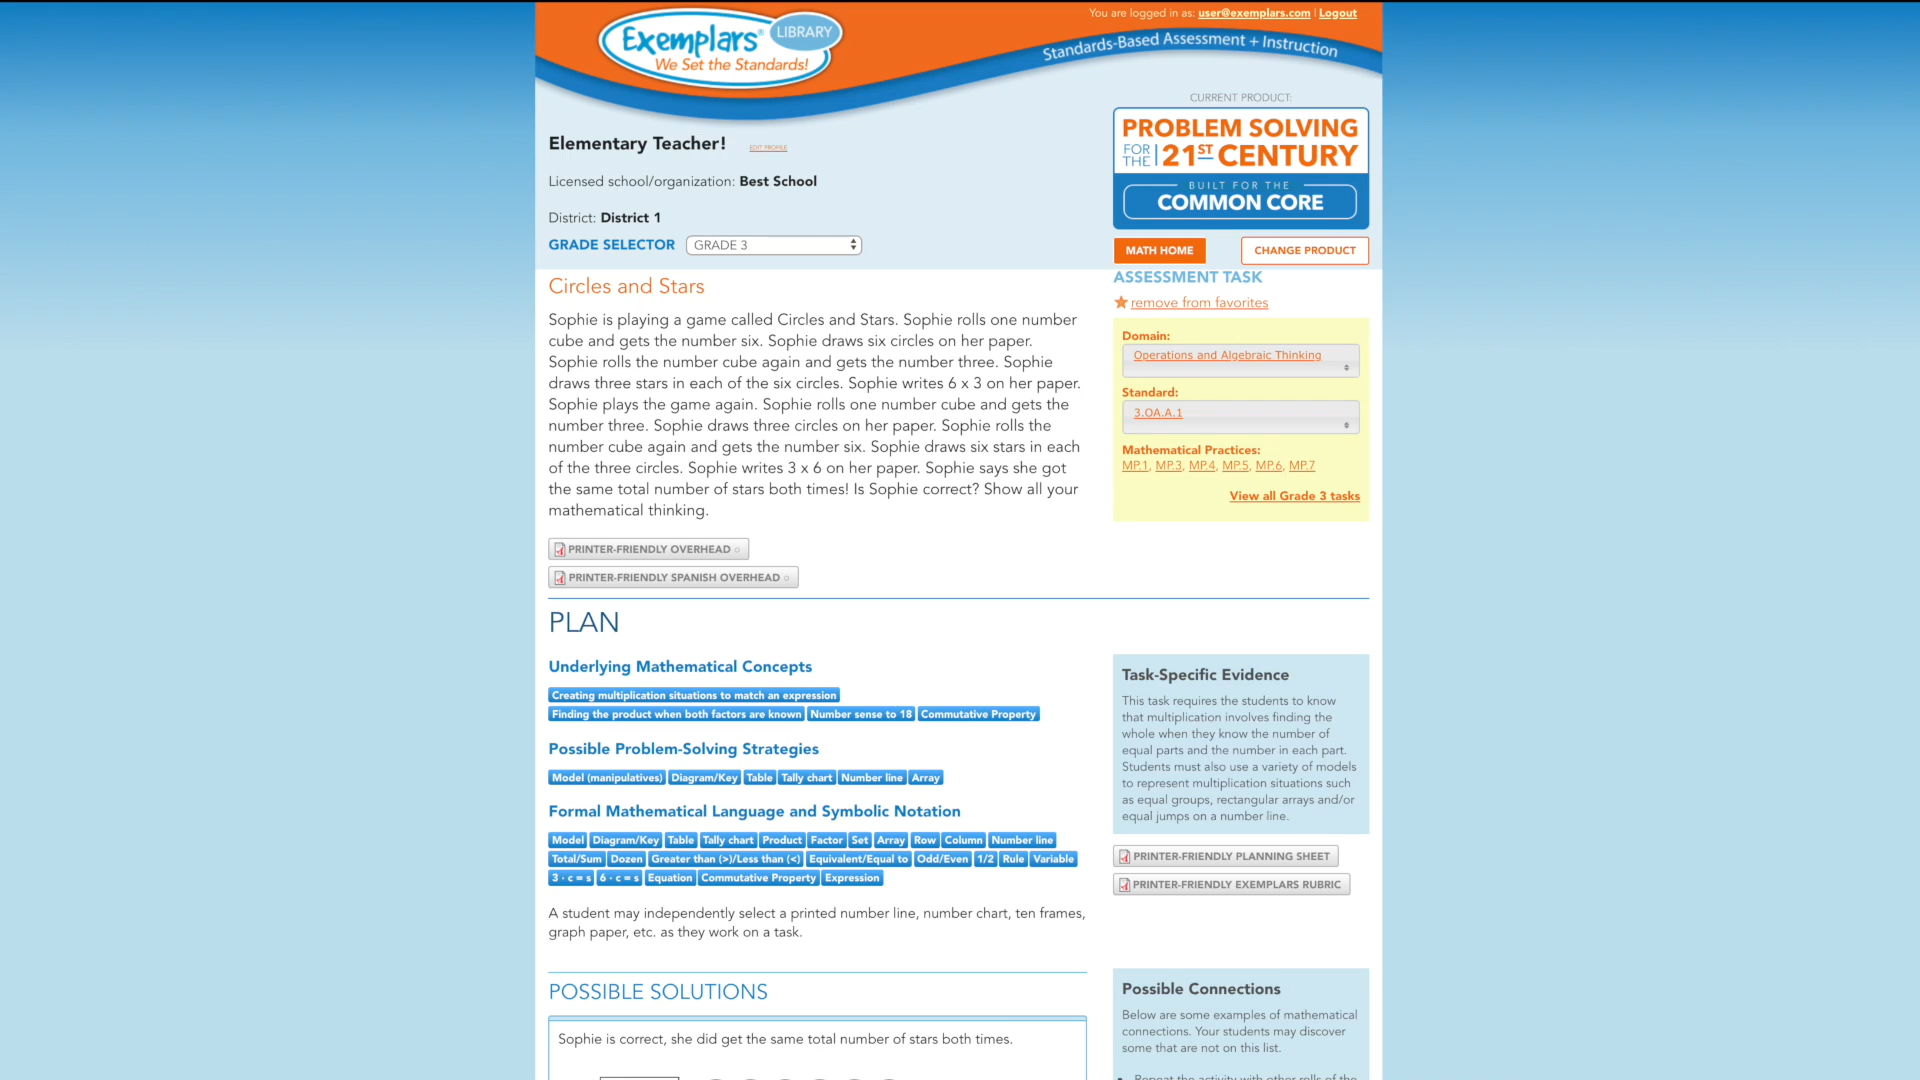 You are logged in as: user@exemplars.com | Logout
Exemplars® LIBRARY
We Set the Standards!
Standards-Based Assessment + Instruction
CURRENT PRODUCT:
PROBLEM SOLVING
FOR THE 21ST CENTURY
BUILT FOR THE
COMMON CORE
Elementary Teacher! EDIT PROFILE
Licensed school/organization: Best School
District: District 1
GRADE SELECTOR GRADE 3
MATH HOME CHANGE PRODUCT
Circles and Stars
Sophie is playing a game called Circles and Stars. Sophie rolls one number
cube and gets the number six. Sophie draws six circles on her paper.
Sophie rolls the number cube again and gets the number three. Sophie
draws three stars in each of the six circles. Sophie writes 6 x 3 on her paper.
Sophie plays the game again. Sophie rolls one number cube and gets the
number three. Sophie draws three circles on her paper. Sophie rolls the
number cube again and gets the number six. Sophie draws six stars in each
of the three circles. Sophie writes 3 x 6 on her paper. Sophie says she got
the same total number of stars both times! Is Sophie correct? Show all your
mathematical thinking.
PRINTER-FRIENDLY OVERHEAD
PRINTER-FRIENDLY SPANISH OVERHEAD
ASSESSMENT TASK
remove from favorites
Domain:
Operations and Algebraic Thinking
Standard:
3.OA.A.1
Mathematical Practices:
MP.1, MP.3, MP.4, MP.5, MP.6, MP.7
View all Grade 3 tasks
PLAN
Underlying Mathematical Concepts
Creating multiplication situations to match an expression
Finding the product when both factors are known Number sense to 18 Commutative Property
Possible Problem-Solving Strategies
Model (manipulatives) Diagram/Key Table Tally chart Number line Array
Formal Mathematical Language and Symbolic Notation
Model Diagram/Key Table Tally chart Product Factor Set Array Row Column Number line
Total/Sum Dozen Greater than (>)/Less than (<) Equivalent/Equal to Odd/Even 1/2 Rule Variable
3 · c = s 6 · c = s Equation Commutative Property Expression
A student may independently select a printed number line, number chart, ten frames,
graph paper, etc. as they work on a task.
Task-Specific Evidence
This task requires the students to know
that multiplication involves finding the
whole when they know the number of
equal parts and the number in each part.
Students must also use a variety of models
to represent multiplication situations such
as equal groups, rectangular arrays and/or
equal jumps on a number line.
PRINTER-FRIENDLY PLANNING SHEET
PRINTER-FRIENDLY EXEMPLARS RUBRIC
POSSIBLE SOLUTIONS
Sophie is correct, she did get the same total number of stars both times.
Possible Connections
Below are some examples of mathematical
connections. Your students may discover
some that are not on this list.
Repeat the activity with other rolls of the